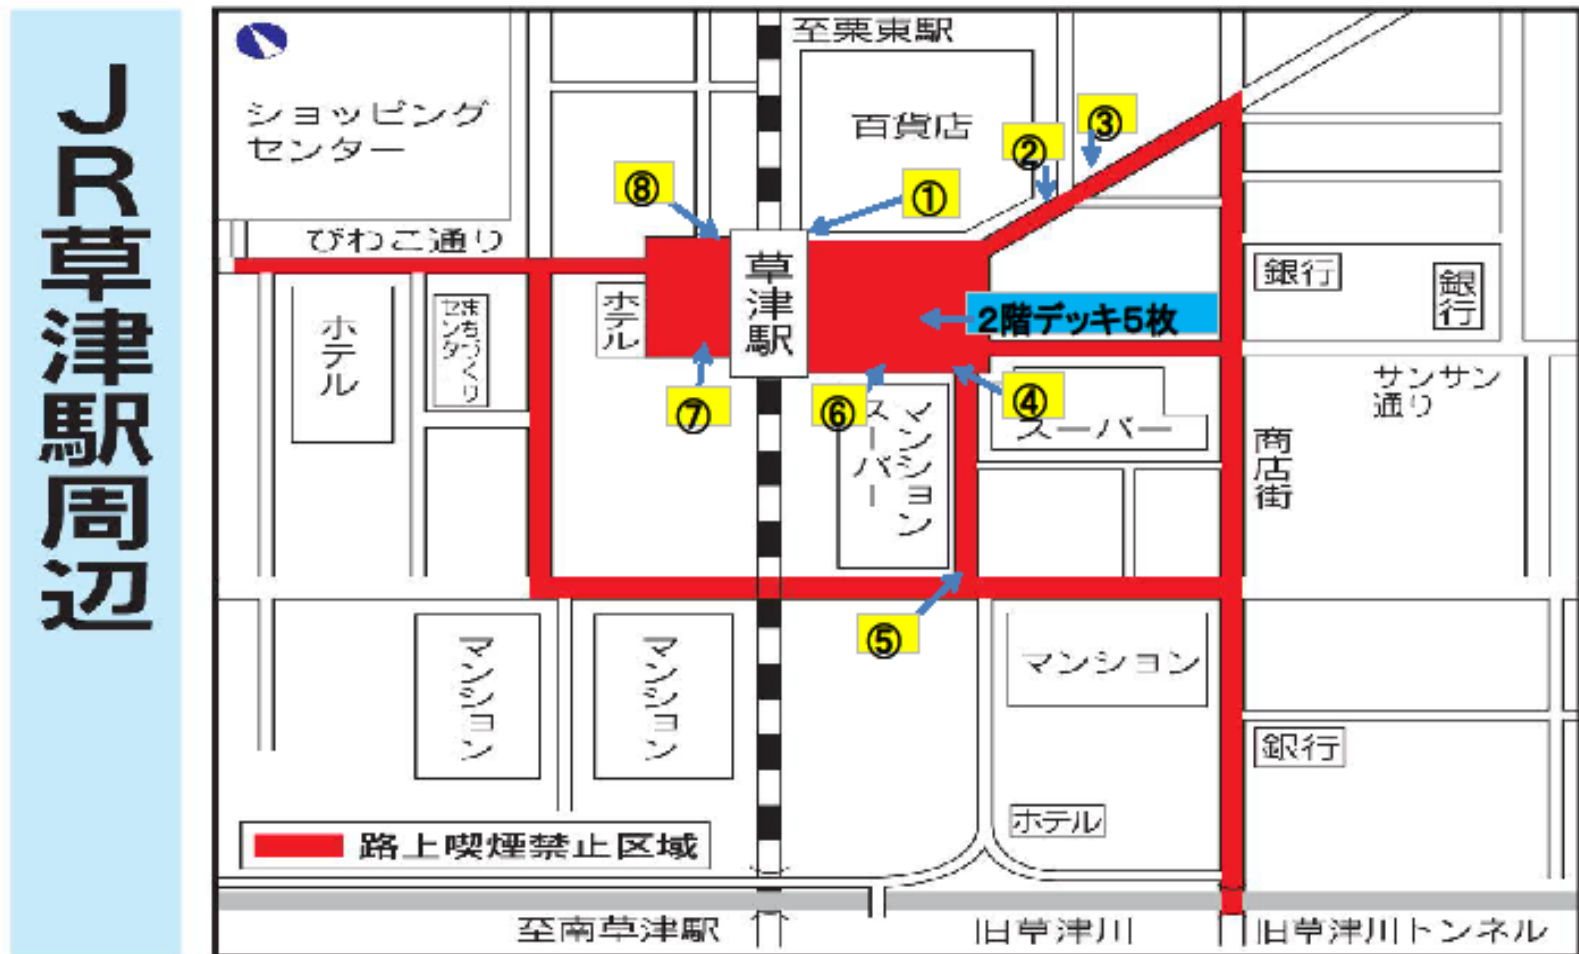 JR草津駅周辺
至栗東駅
ショッピング
センター
百貨店
③
②
⑧
①
びわこ通り
草津駅
銀行
銀行
ホテル
まちづくり
センター
ホテル
2階デッキ5枚
サンサン
通り
⑦
⑥
④
スーパー
マンション
スーパー
商店街
⑤
マンション
マンション
マンション
銀行
ホテル
路上喫煙禁止区域
至南草津駅
旧草津川
旧草津川トンネル